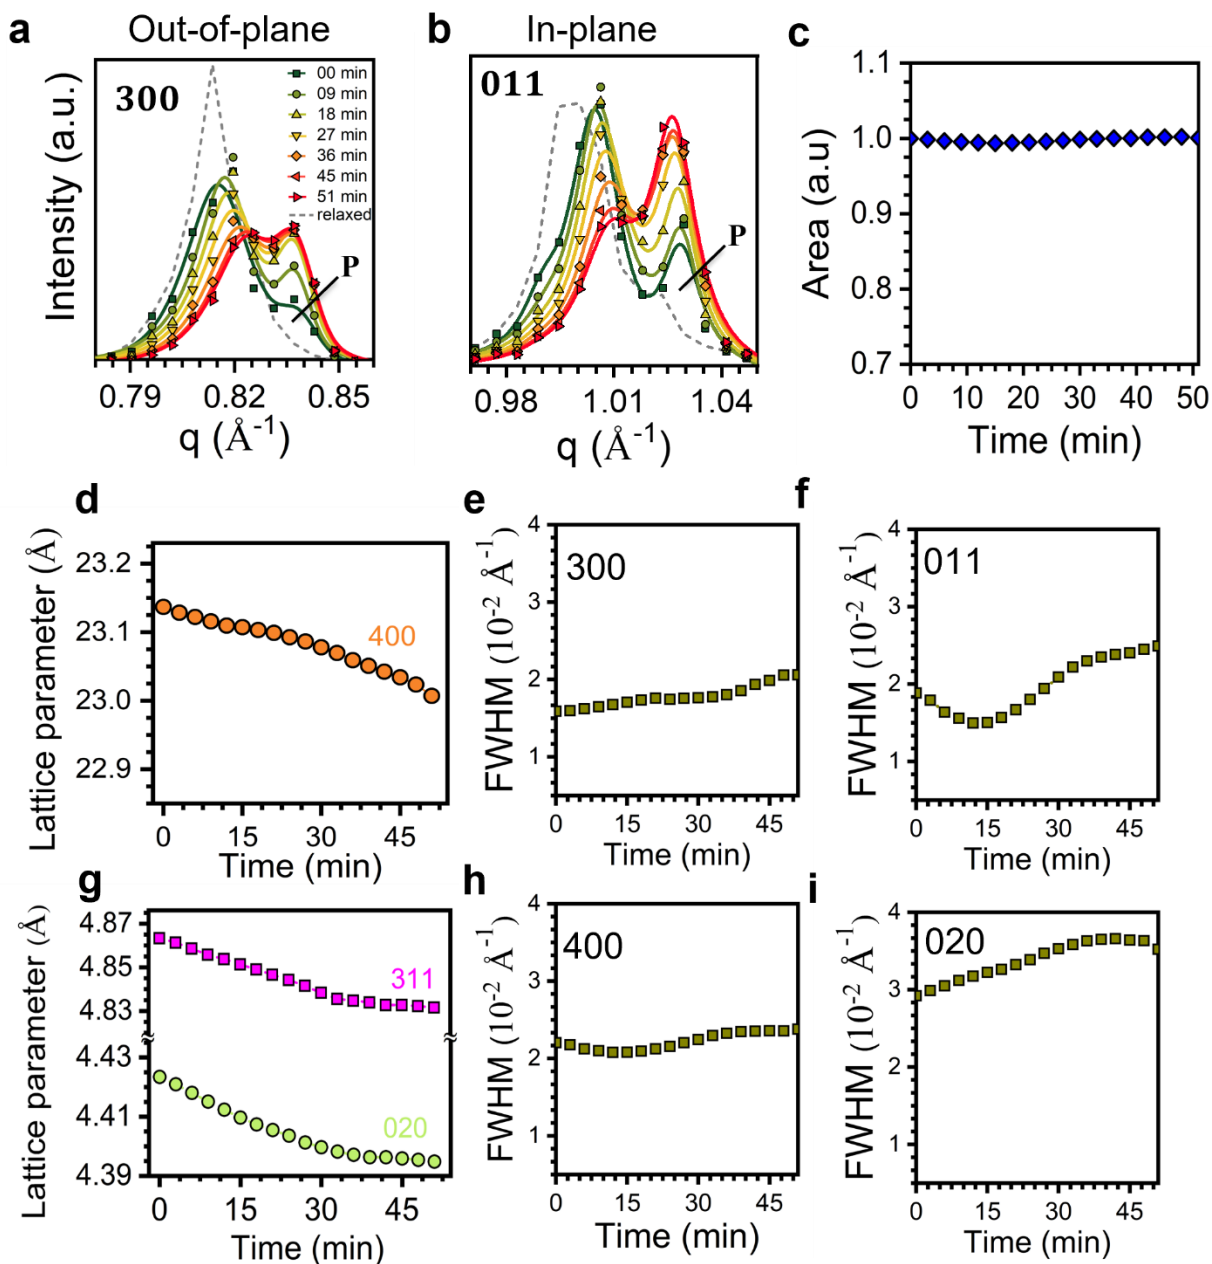 a Out-of-plane
300
00 min
09 min
18 min
27 min
36 min
45 min
51 min
relaxed
P
Intensity (a.u.)
0.79 0.82 0.85
q (Å⁻¹)
b In-plane
011
P
0.98 1.01 1.04
q (Å⁻¹)
c
1.1
1.0
0.9
0.8
0.7
Area (a.u)
0 10 20 30 40 50
Time (min)
d
23.2
23.1
23.0
22.9
Lattice parameter (Å)
400
0 15 30 45
Time (min)
e
4
3
2
1
FWHM (10⁻² Å⁻¹)
300
0 15 30 45
Time (min)
f
4
3
2
1
FWHM (10⁻² Å⁻¹)
011
0 15 30 45
Time (min)
g
4.87
4.85
4.83
4.43
4.41
4.39
Lattice parameter (Å)
311
020
0 15 30 45
Time (min)
h
4
3
2
1
FWHM (10⁻² Å⁻¹)
400
0 15 30 45
Time (min)
i
4
3
2
1
FWHM (10⁻² Å⁻¹)
020
0 15 30 45
Time (min)